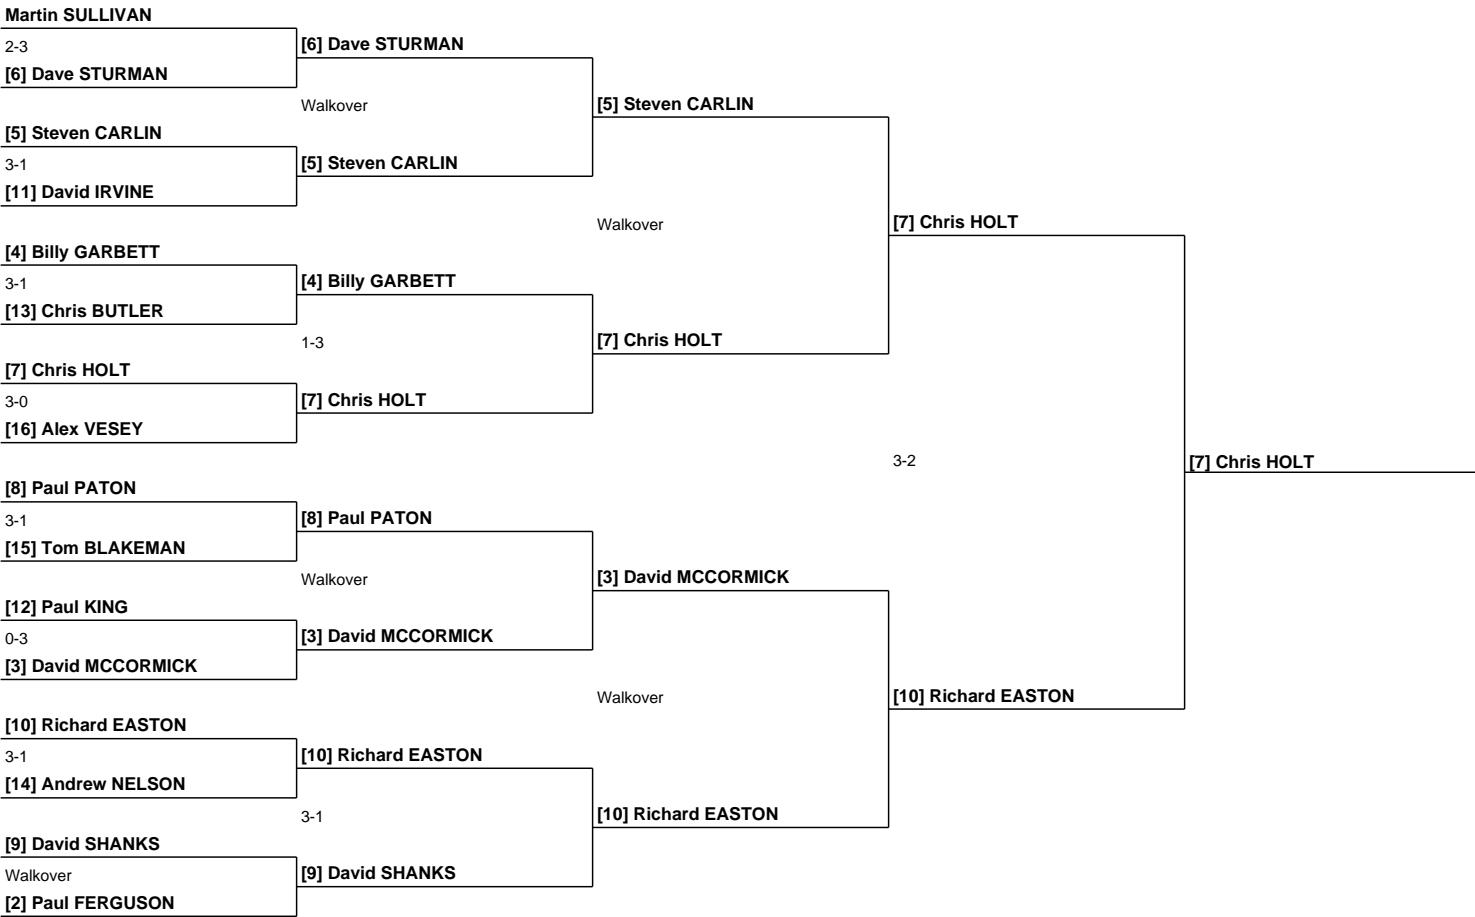 Martin SULLIVAN
2-3
[6] Dave STURMAN
[5] Steven CARLIN
3-1
[11] David IRVINE
[4] Billy GARBETT
3-1
[13] Chris BUTLER
[7] Chris HOLT
3-0
[16] Alex VESEY
[8] Paul PATON
3-1
[15] Tom BLAKEMAN
[12] Paul KING
0-3
[3] David MCCORMICK
[10] Richard EASTON
3-1
[14] Andrew NELSON
[9] David SHANKS
Walkover
[2] Paul FERGUSON
[6] Dave STURMAN
Walkover
[5] Steven CARLIN
[4] Billy GARBETT
1-3
[7] Chris HOLT
[8] Paul PATON
Walkover
[3] David MCCORMICK
[10] Richard EASTON
3-1
[9] David SHANKS
[5] Steven CARLIN
Walkover
[7] Chris HOLT
[3] David MCCORMICK
Walkover
[10] Richard EASTON
[7] Chris HOLT
3-2
[10] Richard EASTON
[7] Chris HOLT